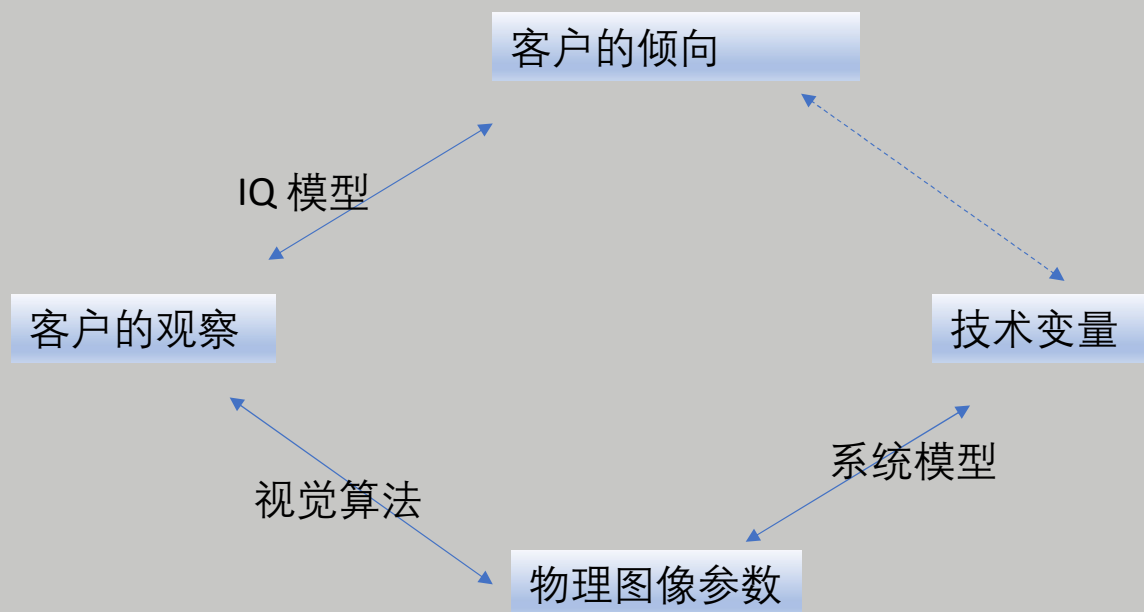 客户的倾向
IQ 模型
客户的观察
技术变量
系统模型
视觉算法
物理图像参数